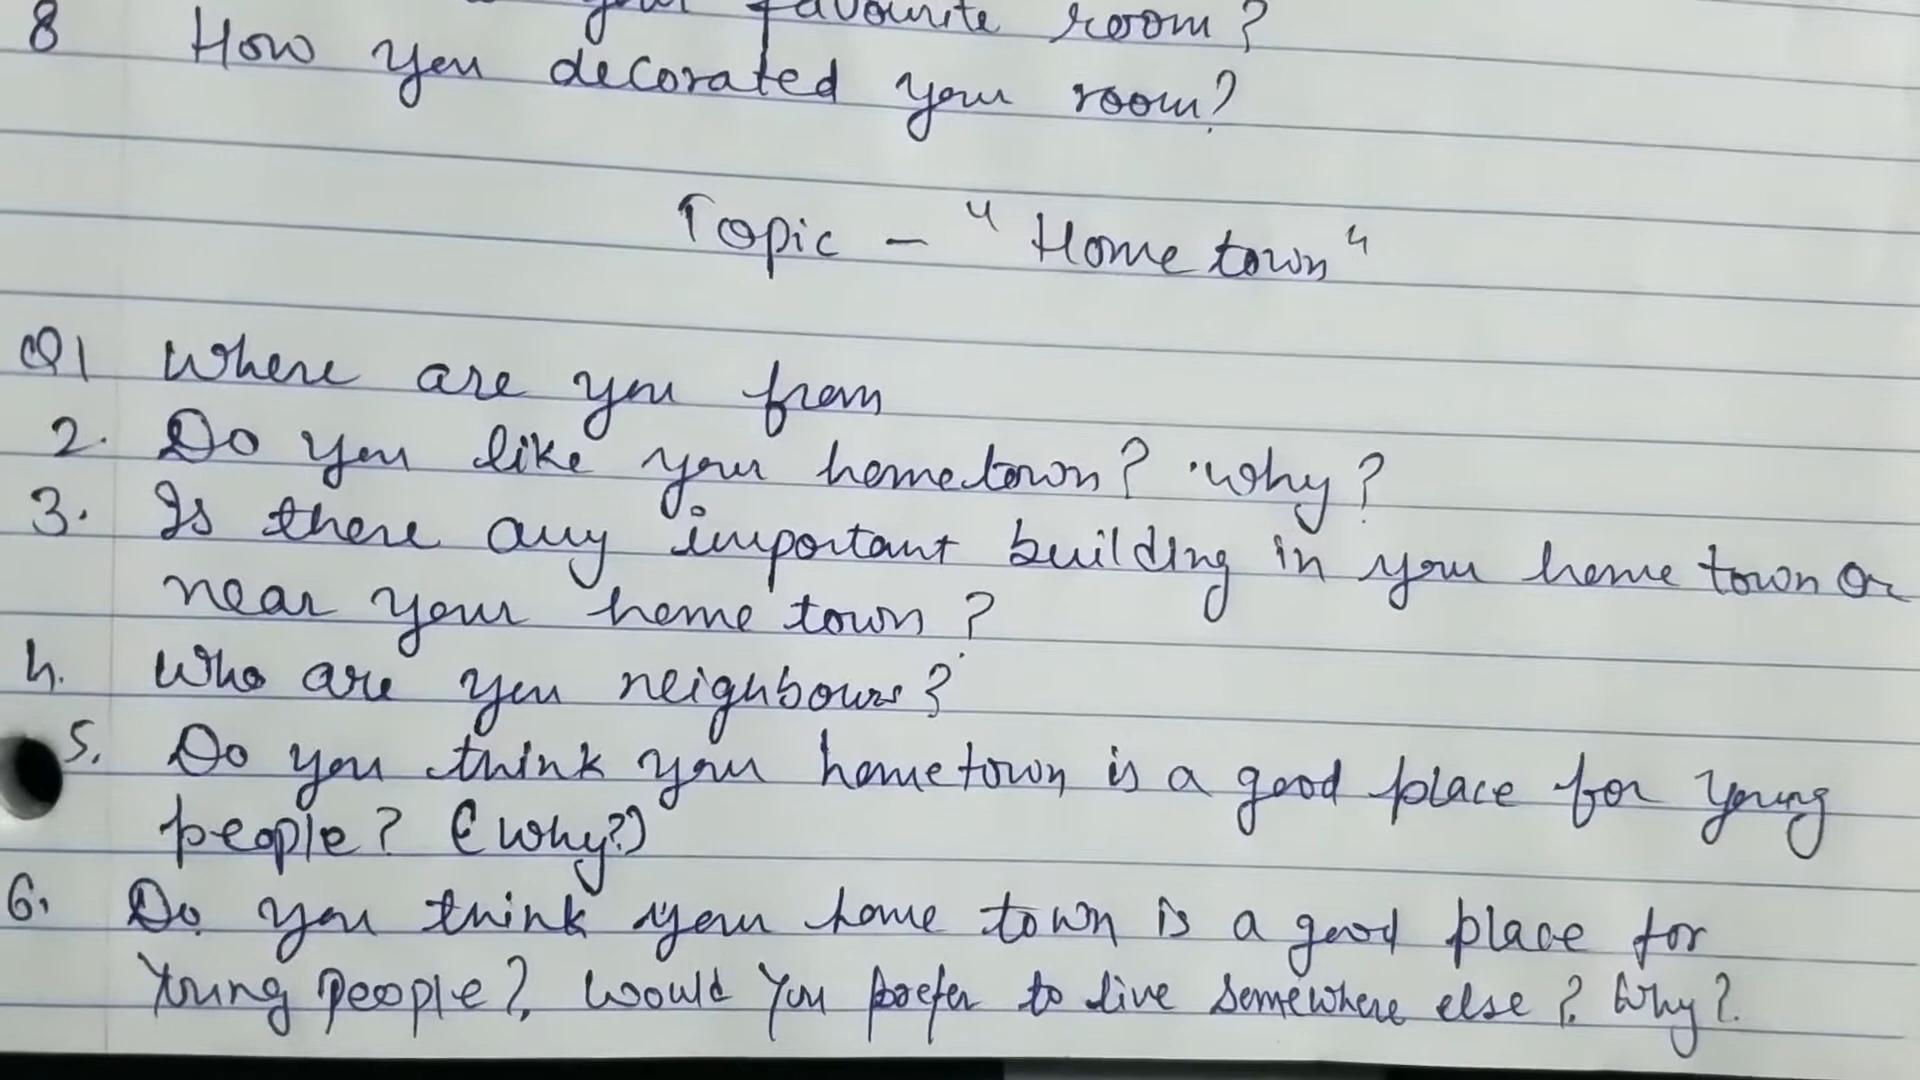 your favourite room?
8 How you decorated your room?
Topic - "Home town"
Q1 Where are you from
2. Do you like your hometown? why?
3. Is there any important building in your home town or
near your home town?
4. Who are you neighbours?
5. Do you think your hometown is a good place for young
people? (why?)
6. Do you think your home town is a good place for
young people? Would you prefer to live somewhere else? Why?